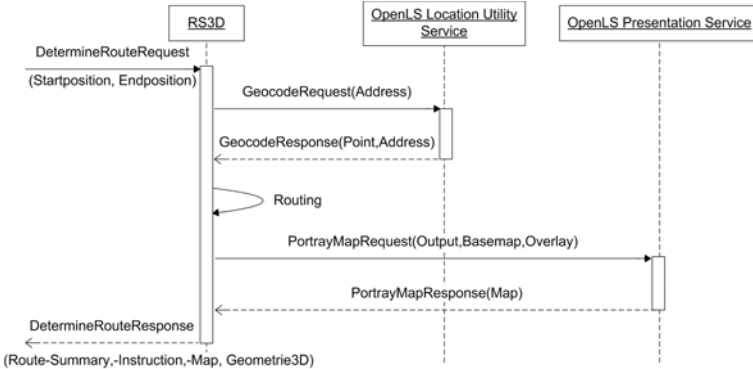 RS3D
OpenLS Location Utility
Service
OpenLS Presentation Service
DetermineRouteRequest
(Startposition, Endposition)
GeocodeRequest(Address)
GeocodeResponse(Point,Address)
Routing
PortrayMapRequest(Output,Basemap,Overlay)
PortrayMapResponse(Map)
DetermineRouteResponse
(Route-Summary,-Instruction,-Map, Geometrie3D)